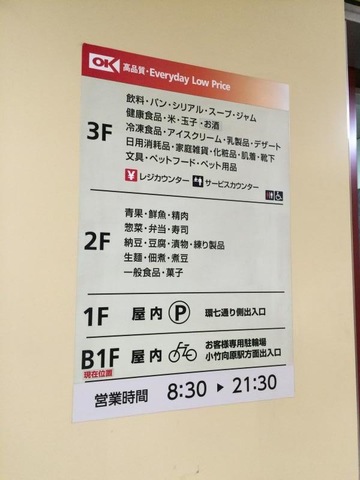 OK 高品質・Everyday Low Price
3F
飲料・パン・シリアル・スープ・ジャム
健康食品・米・玉子・お酒
冷凍食品・アイスクリーム・乳製品・デザート
日用消耗品・家庭雑貨・化粧品・肌着・靴下
文具・ペットフード・ペット用品
¥ レジカウンター サービスカウンター
2F
青果・鮮魚・精肉
惣菜・弁当・寿司
納豆・豆腐・漬物・練り製品
生麺・佃煮・煮豆
一般食品・菓子
1F 屋内 P 環七通り側出入口
B1F 屋内 お客様専用駐輪場
現在位置 小竹向原駅方面出入口
営業時間 8:30 ▶ 21:30